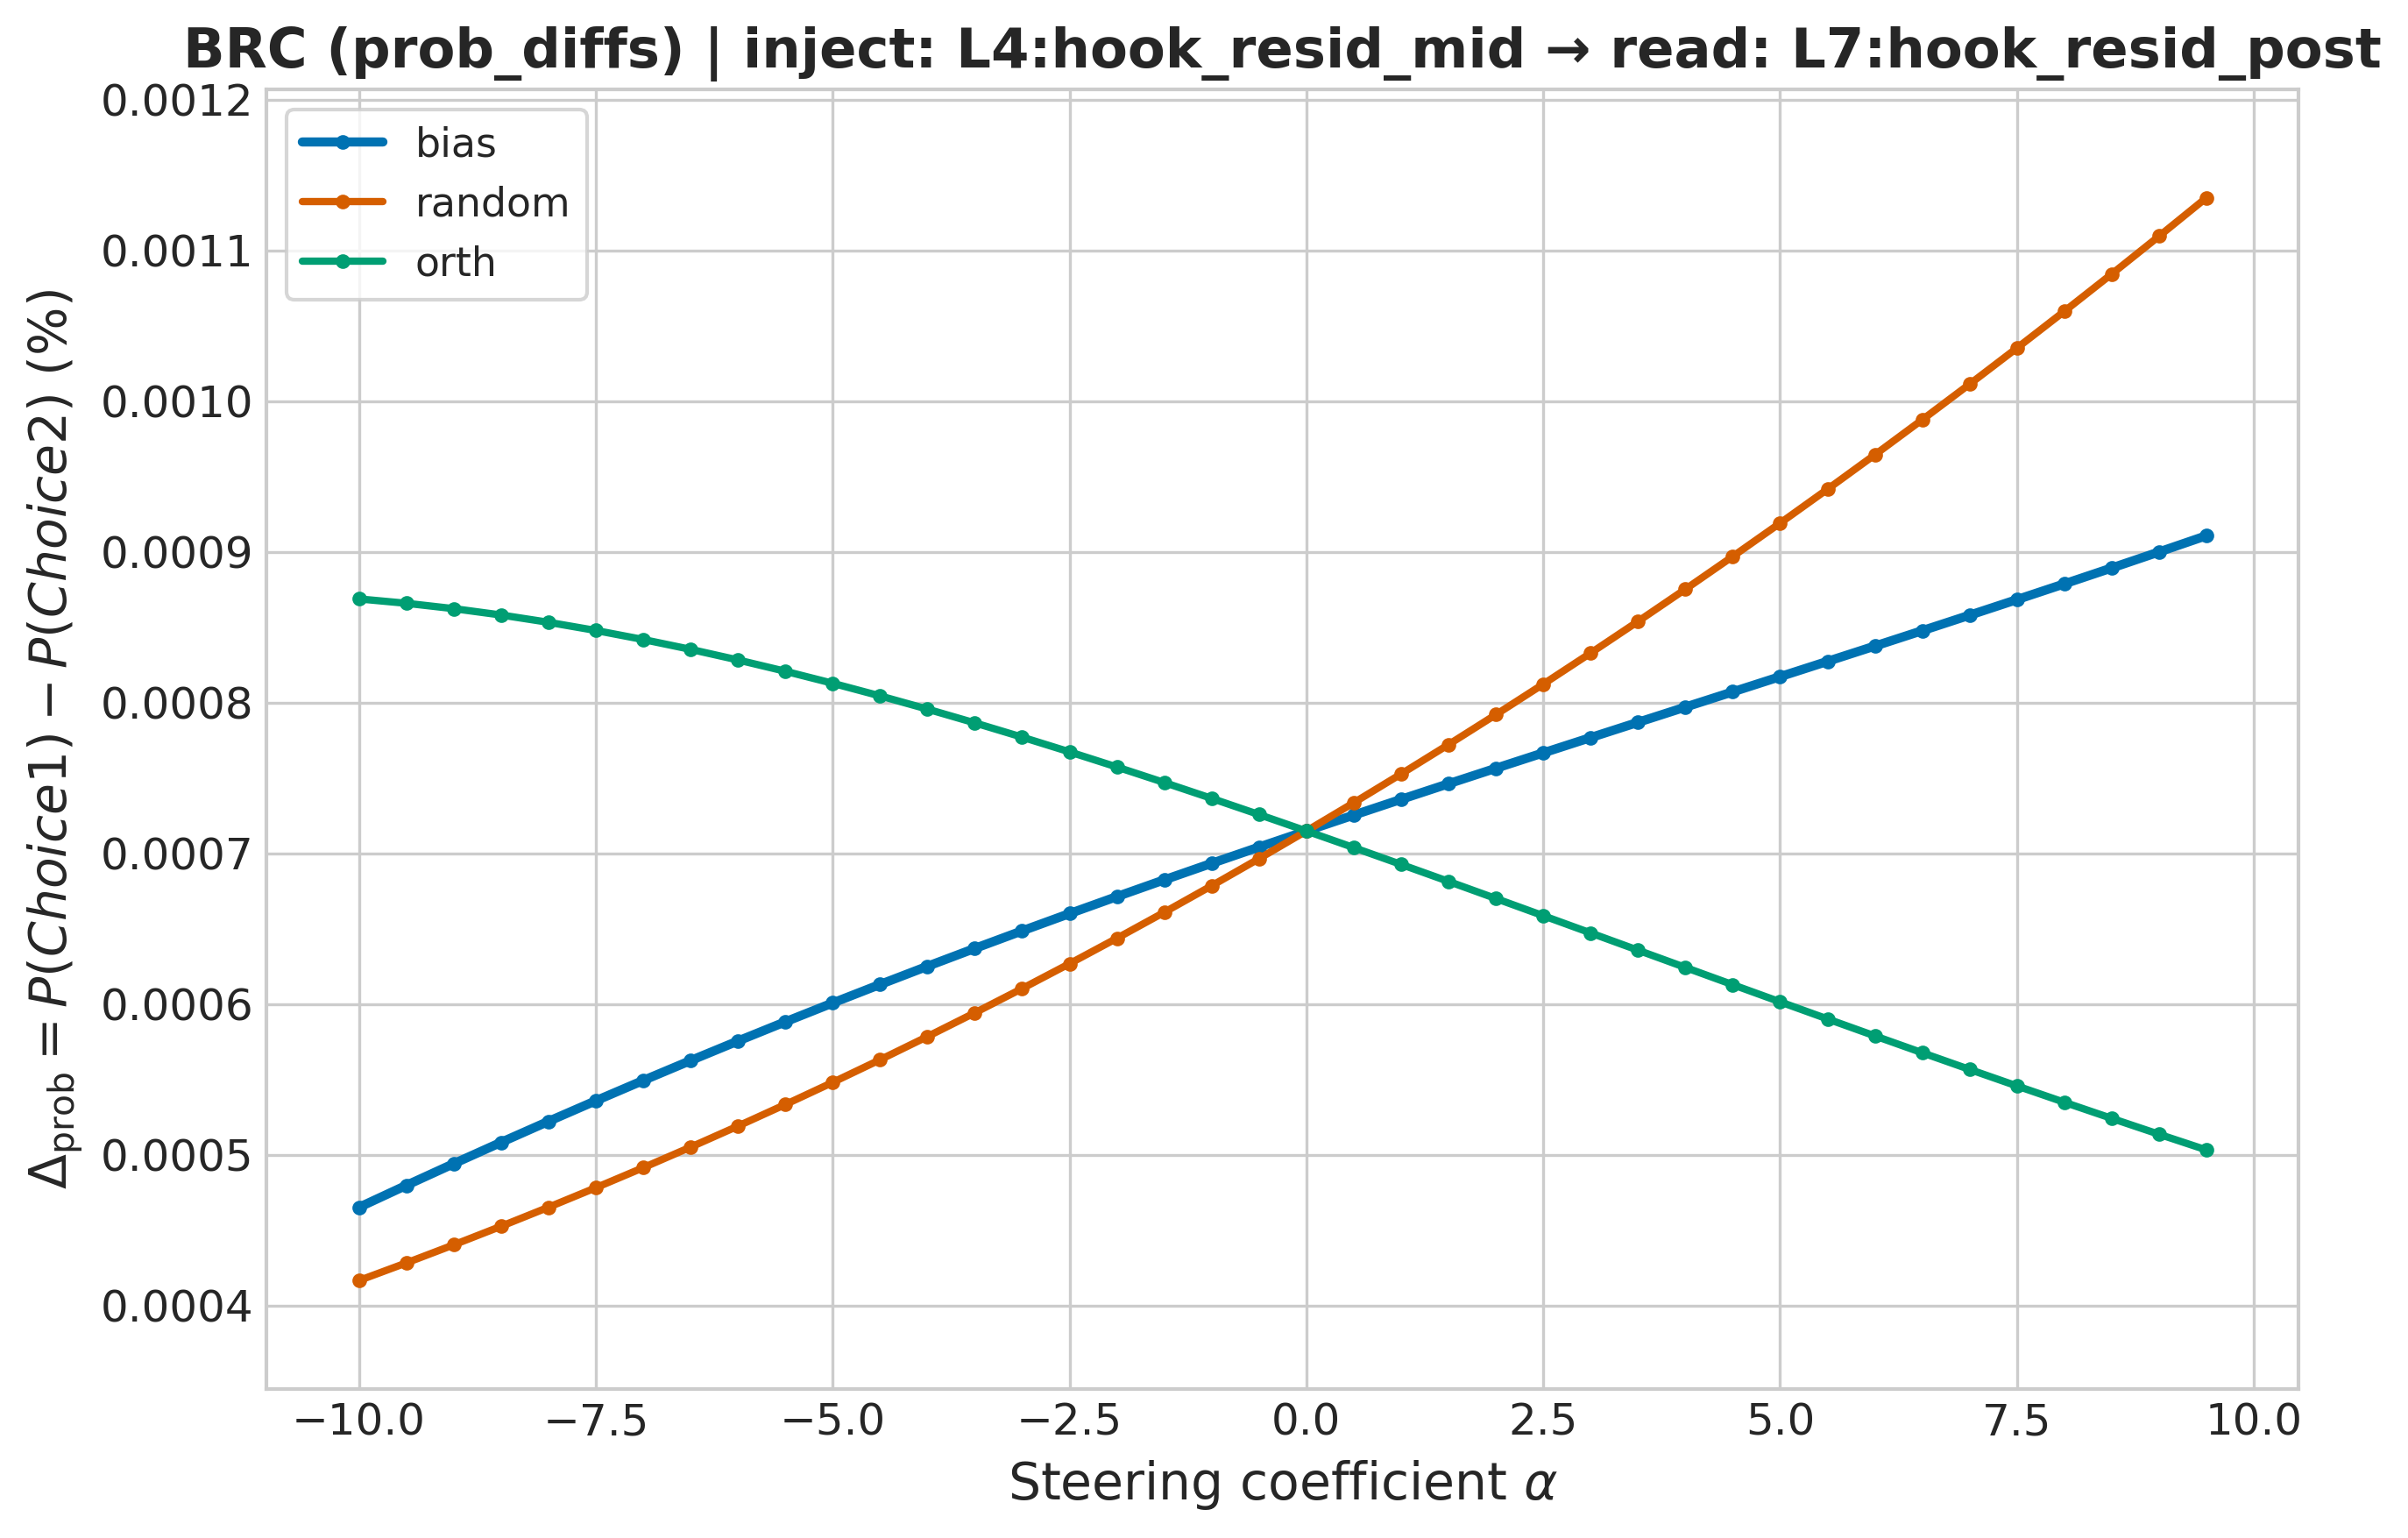 BRC (prob_diffs) | inject: L4:hook_resid_mid → read: L7:hook_resid_post
bias
random
orth
Δprob = P(Choice1) − P(Choice2) (%)
0.0012
0.0011
0.0010
0.0009
0.0008
0.0007
0.0006
0.0005
0.0004
−10.0 −7.5 −5.0 −2.5 0.0 2.5 5.0 7.5 10.0
Steering coefficient α